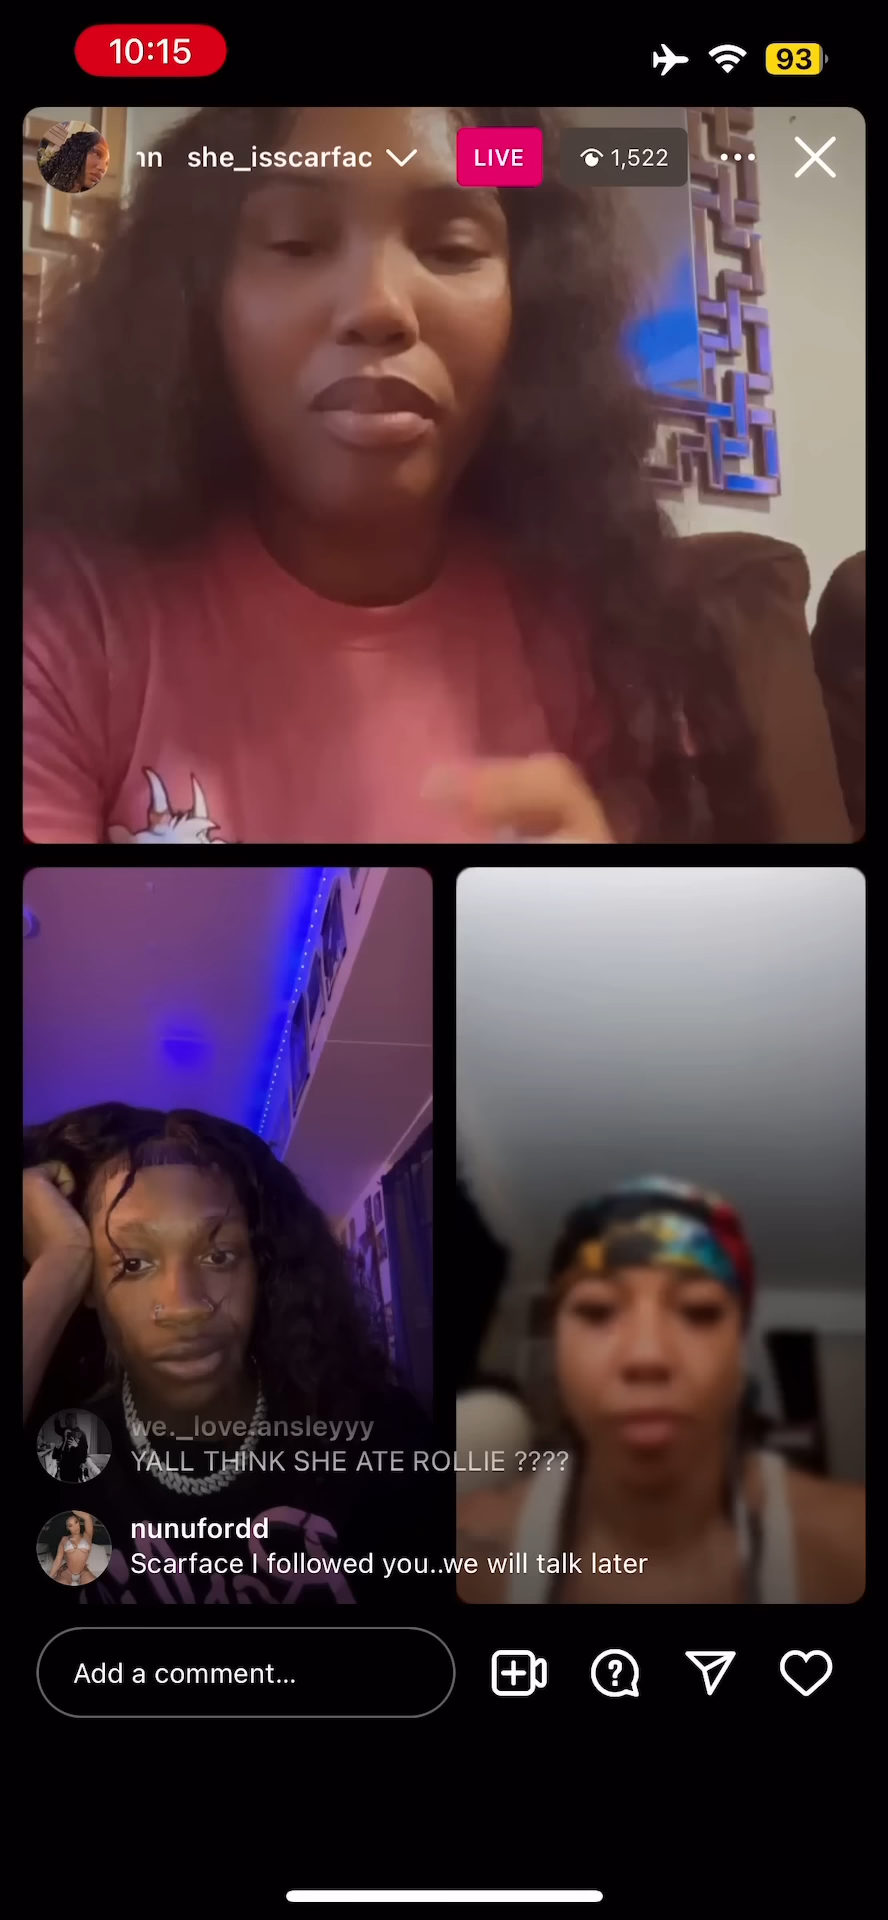 10:15
93
nn she_isscarfac
LIVE
1,522
we._love.ansleyyy
YALL THINK SHE ATE ROLLIE ????
nunufordd
Scarface I followed you..we will talk later
Add a comment...